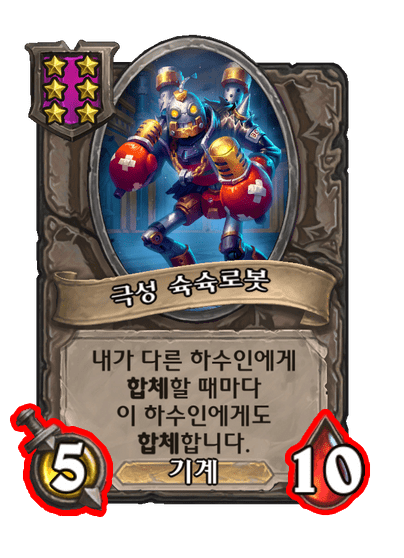 극성 슉슉로봇
내가 다른 하수인에게
합체할 때마다
이 하수인에게도
합체합니다.
기계
5
10